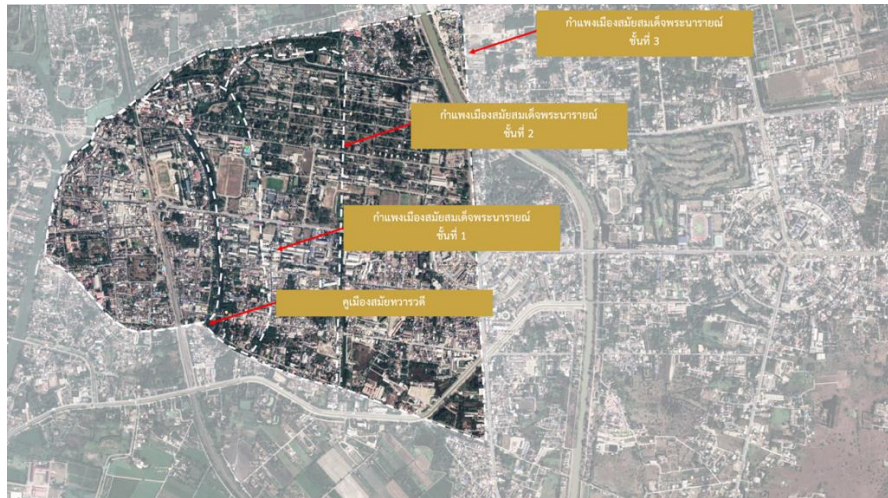 กำแพงเมืองสมัยสมเด็จพระนารายณ์
ชั้นที่ 3
กำแพงเมืองสมัยสมเด็จพระนารายณ์
ชั้นที่ 2
กำแพงเมืองสมัยสมเด็จพระนารายณ์
ชั้นที่ 1
คูเมืองสมัยทวารวดี